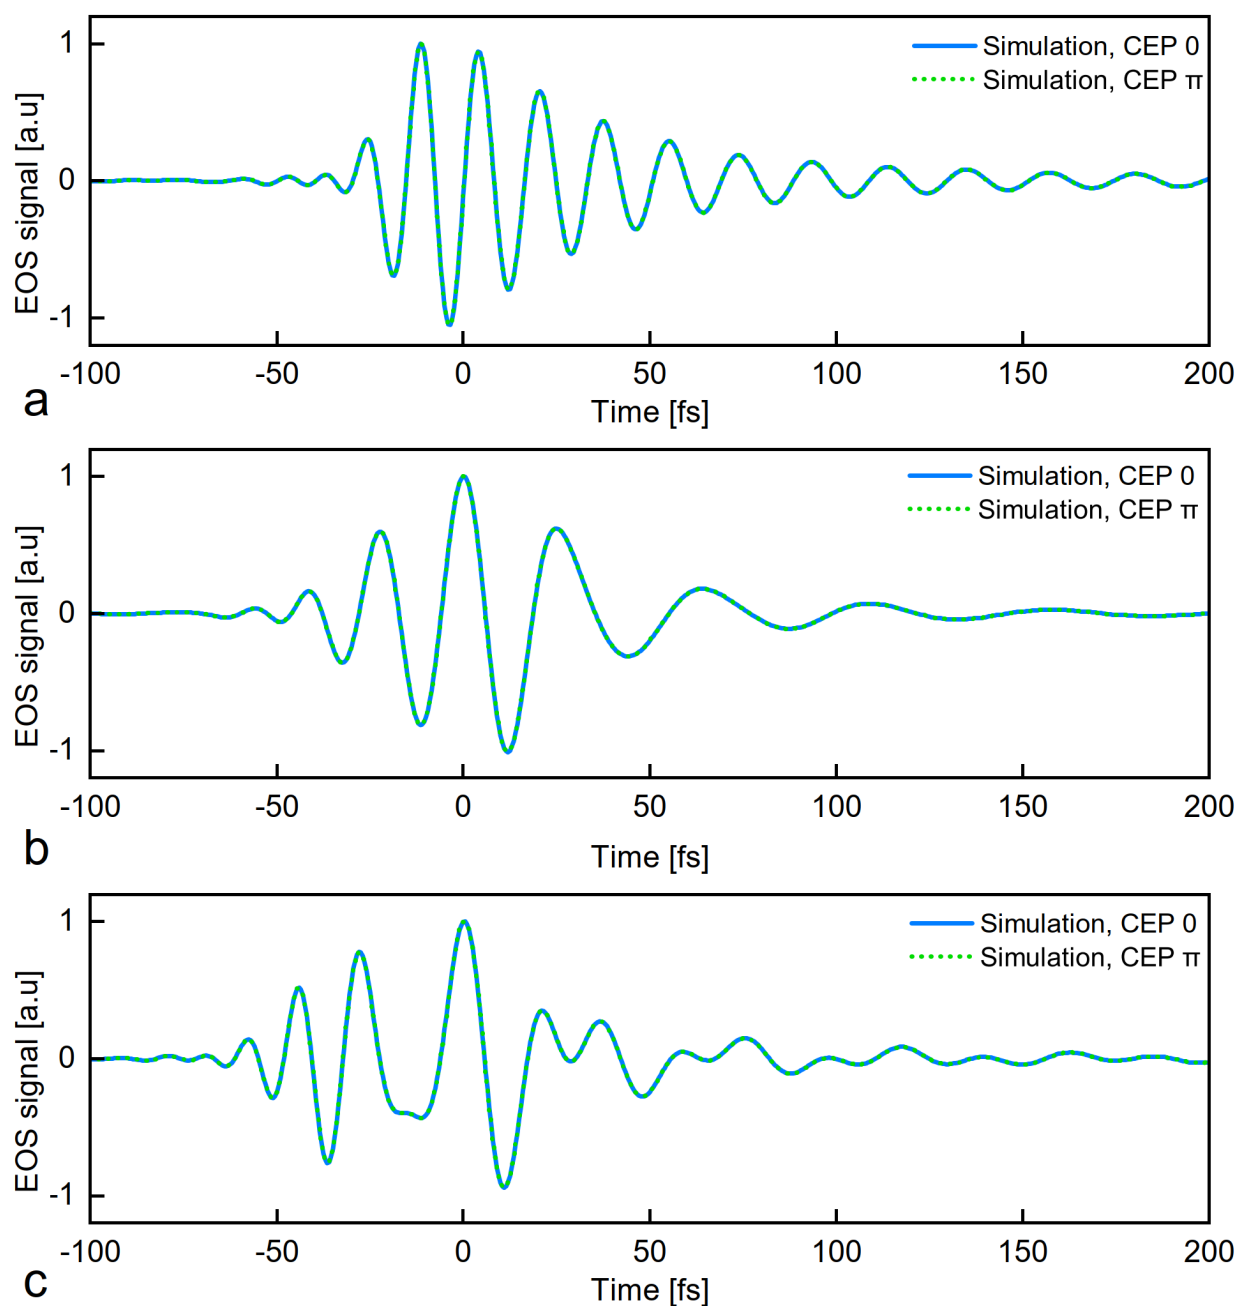 1
Simulation, CEP 0
Simulation, CEP π
0
-1
EOS signal [a.u]
-100 -50 0 50 100 150 200
Time [fs]
a
1
Simulation, CEP 0
Simulation, CEP π
0
-1
EOS signal [a.u]
-100 -50 0 50 100 150 200
Time [fs]
b
1
Simulation, CEP 0
Simulation, CEP π
0
-1
EOS signal [a.u]
-100 -50 0 50 100 150 200
Time [fs]
c